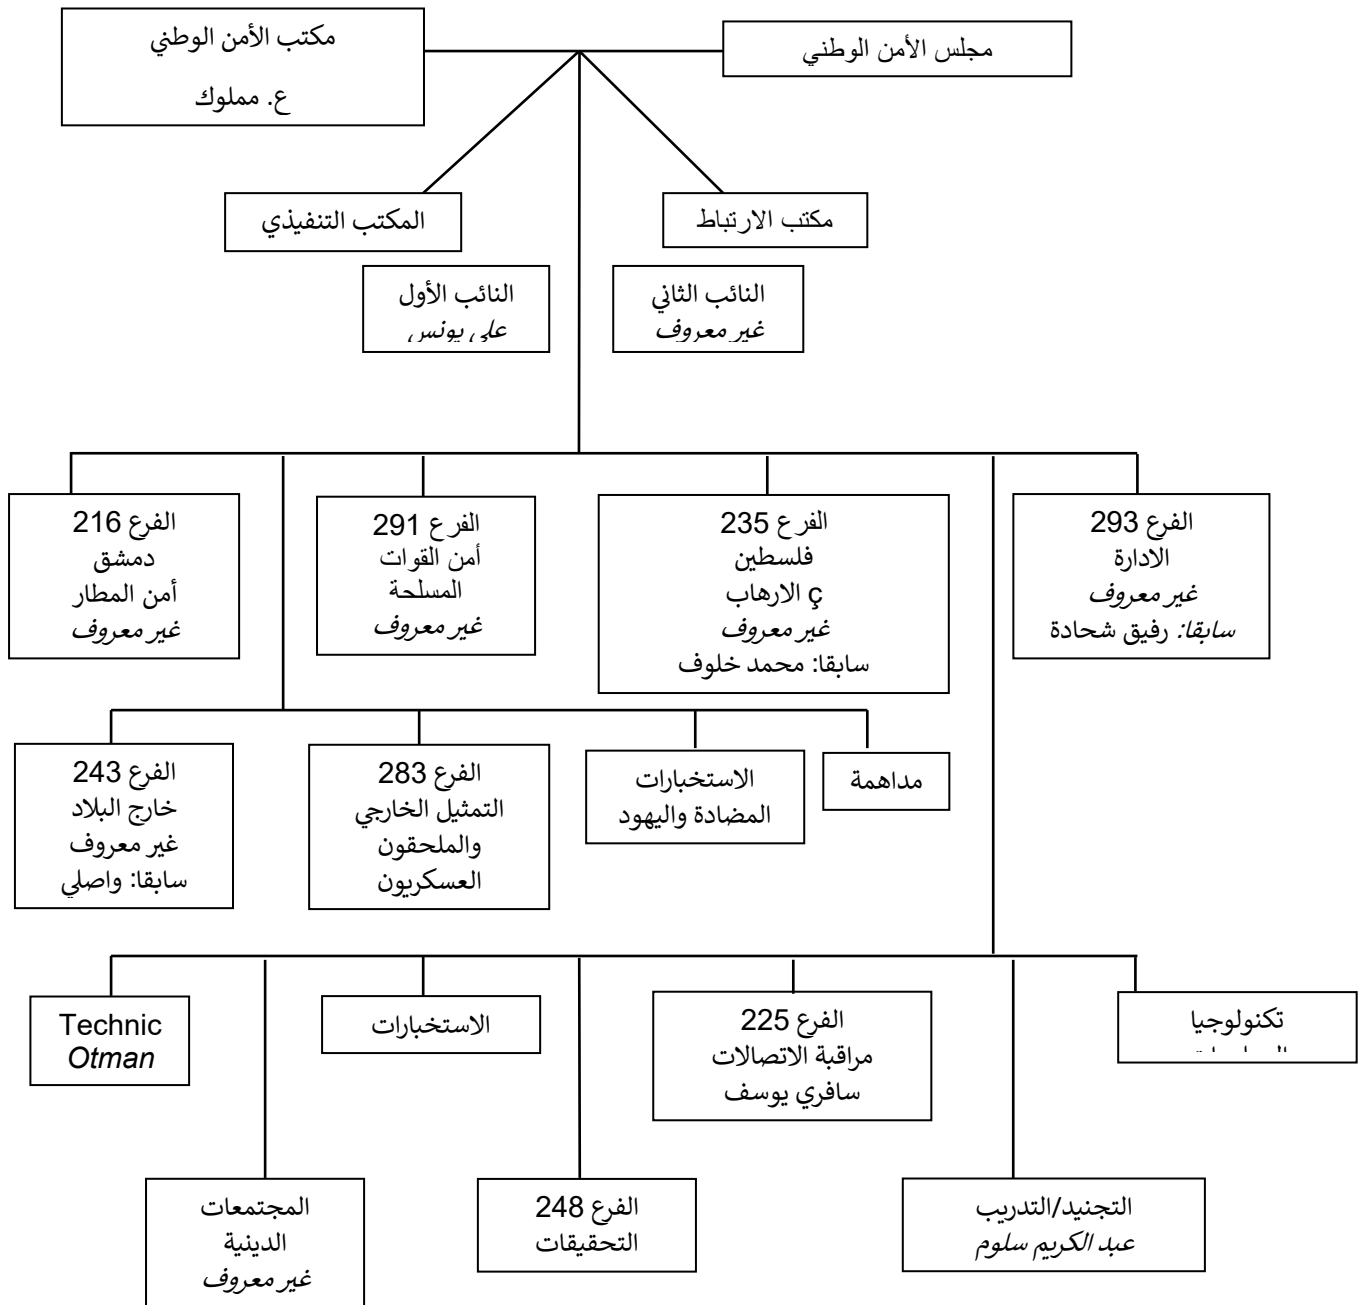 مكتب الأمن الوطني
ع. مملوك
مجلس الأمن الوطني
المكتب التنفيذي
مكتب الارتباط
النائب الأول
علي يونس
النائب الثاني
غير معروف
الفرع 216
دمشق
أمن المطار
غير معروف
الفرع 291
أمن القوات
المسلحة
غير معروف
الفرع 235
فلسطين
ç الارهاب
غير معروف
سابقا: محمد خلوف
الفرع 293
الادارة
غير معروف
سابقا: رفيق شحادة
الفرع 243
خارج البلاد
غير معروف
سابقا: واصلي
الفرع 283
التمثيل الخارجي
والملحقون
العسكريون
الاستخبارات
المضادة واليهود
مداهمة
Technic
Otman
الاستخبارات
الفرع 225
مراقبة الاتصالات
سافري يوسف
تكنولوجيا
المجتمعات
الدينية
غير معروف
الفرع 248
التحقيقات
التجنيد/التدريب
عبد الكريم سلوم